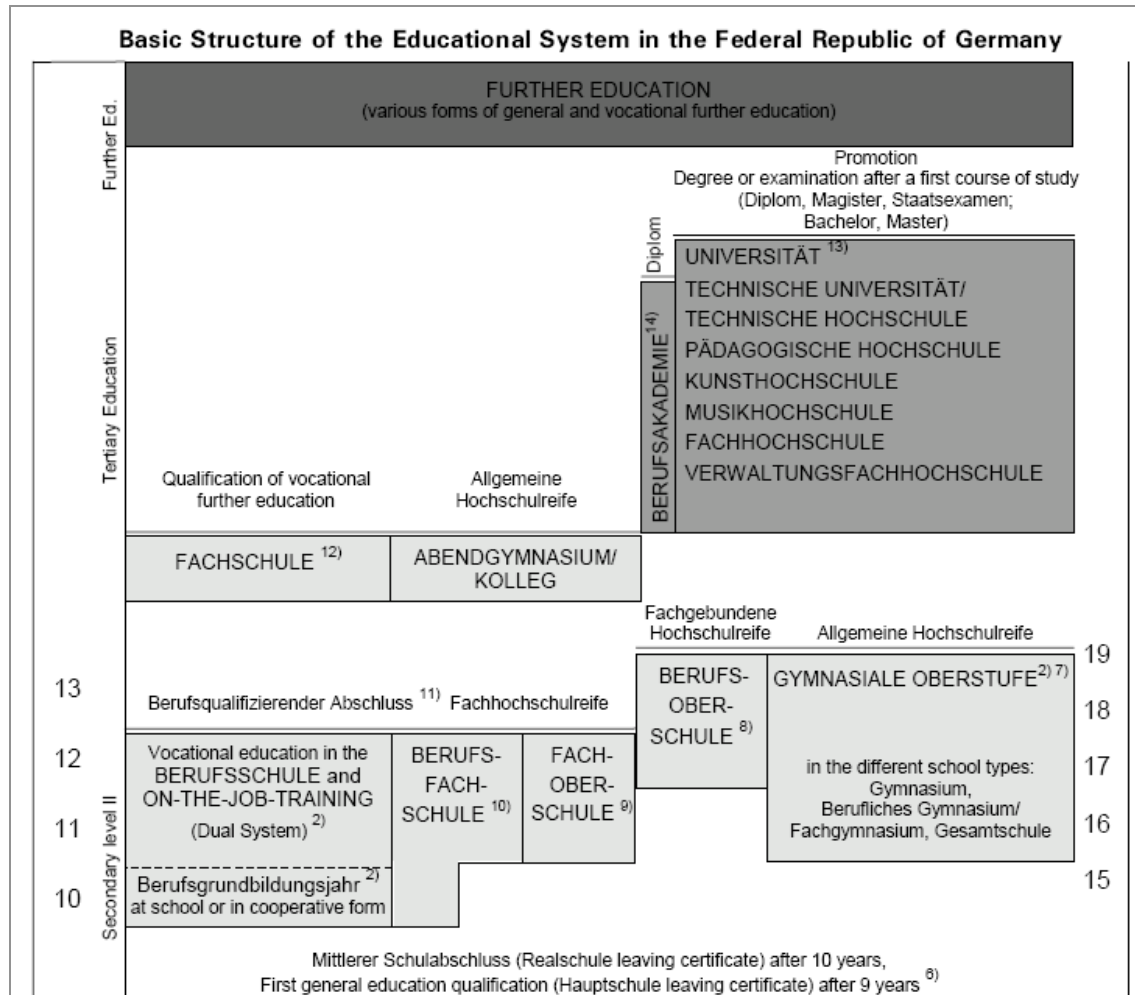 Basic Structure of the Educational System in the Federal Republic of Germany
Further Ed.
FURTHER EDUCATION
(various forms of general and vocational further education)
Tertiary Education
Promotion
Degree or examination after a first course of study
(Diplom, Magister, Staatsexamen;
Bachelor, Master)
Diplom
BERUFSAKADEMIE 14)
UNIVERSITÄT 13)
TECHNISCHE UNIVERSITÄT/
TECHNISCHE HOCHSCHULE
PÄDAGOGISCHE HOCHSCHULE
KUNSTHOCHSCHULE
MUSIKHOCHSCHULE
FACHHOCHSCHULE
VERWALTUNGSFACHHOCHSCHULE
Qualification of vocational
further education
Allgemeine
Hochschulreife
FACHSCHULE 12)
ABENDGYMNASIUM/
KOLLEG
Fachgebundene
Hochschulreife
Allgemeine Hochschulreife
13
12
11
10
Secondary level II
Berufsqualifizierender Abschluss 11)
Fachhochschulreife
Vocational education in the
BERUFSSCHULE and
ON-THE-JOB-TRAINING
(Dual System) 2)
Berufsgrundbildungsjahr 2)
at school or in cooperative form
BERUFS-
FACH-
SCHULE 10)
FACH-
OBER-
SCHULE 9)
BERUFS-
OBER-
SCHULE 8)
GYMNASIALE OBERSTUFE 2) 7)
in the different school types:
Gymnasium,
Berufliches Gymnasium/
Fachgymnasium, Gesamtschule
19
18
17
16
15
Mittlerer Schulabschluss (Realschule leaving certificate) after 10 years,
First general education qualification (Hauptschule leaving certificate) after 9 years 6)